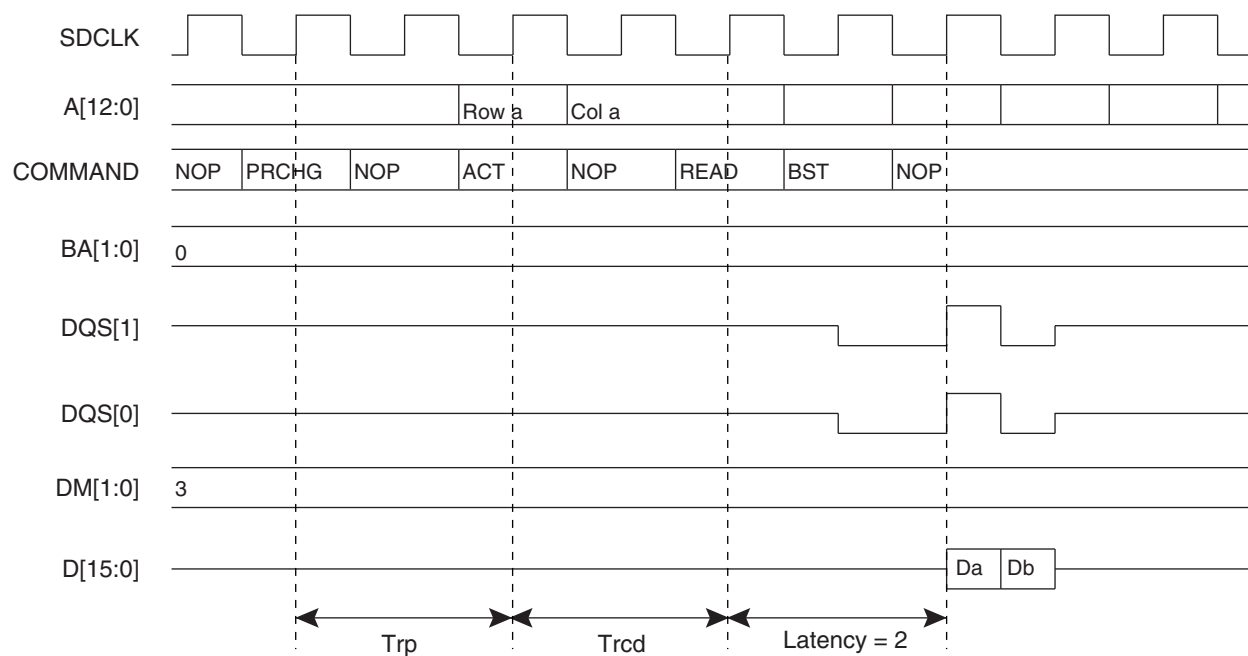 SDCLK
A[12:0] Row a Col a
COMMAND NOP PRCHG NOP ACT NOP READ BST NOP
BA[1:0] 0
DQS[1]
DQS[0]
DM[1:0] 3
D[15:0] Da Db
Trp Trcd Latency = 2